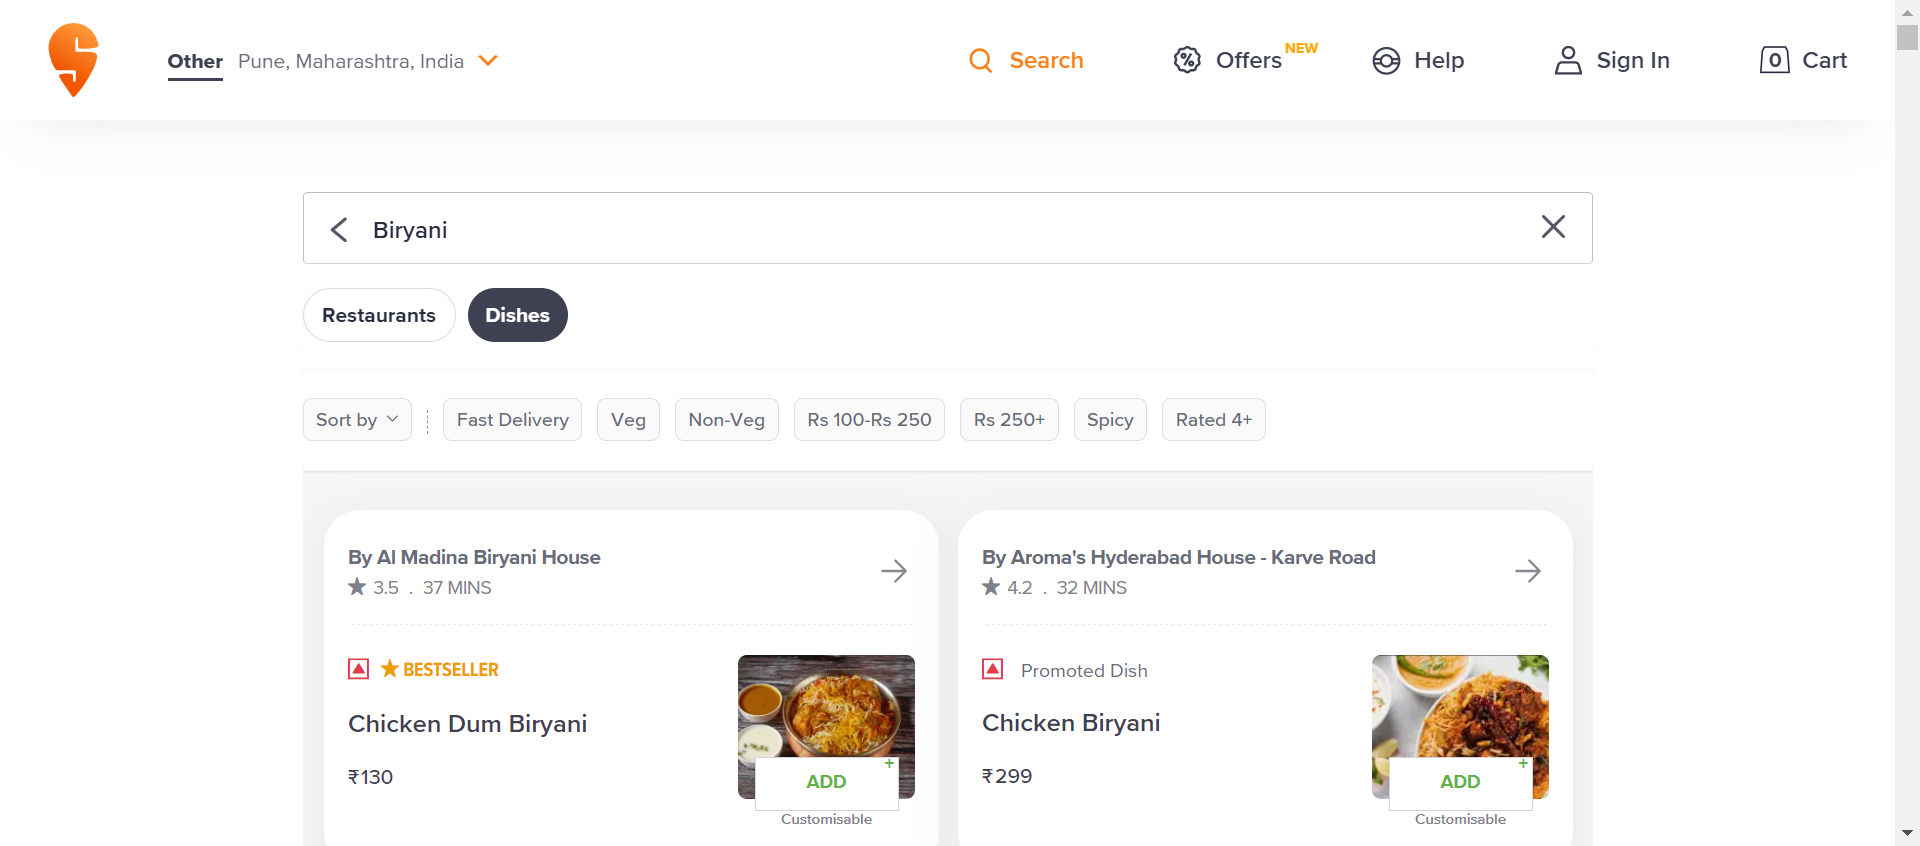 Other Pune, Maharashtra, India
Search
Offers NEW
Help
Sign In
0 Cart
Biryani
Restaurants
Dishes
Sort by
Fast Delivery
Veg
Non-Veg
Rs 100-Rs 250
Rs 250+
Spicy
Rated 4+
By Al Madina Biryani House
3.5 . 37 MINS
BESTSELLER
Chicken Dum Biryani
₹130
ADD +
Customisable
By Aroma's Hyderabad House - Karve Road
4.2 . 32 MINS
Promoted Dish
Chicken Biryani
₹299
ADD +
Customisable